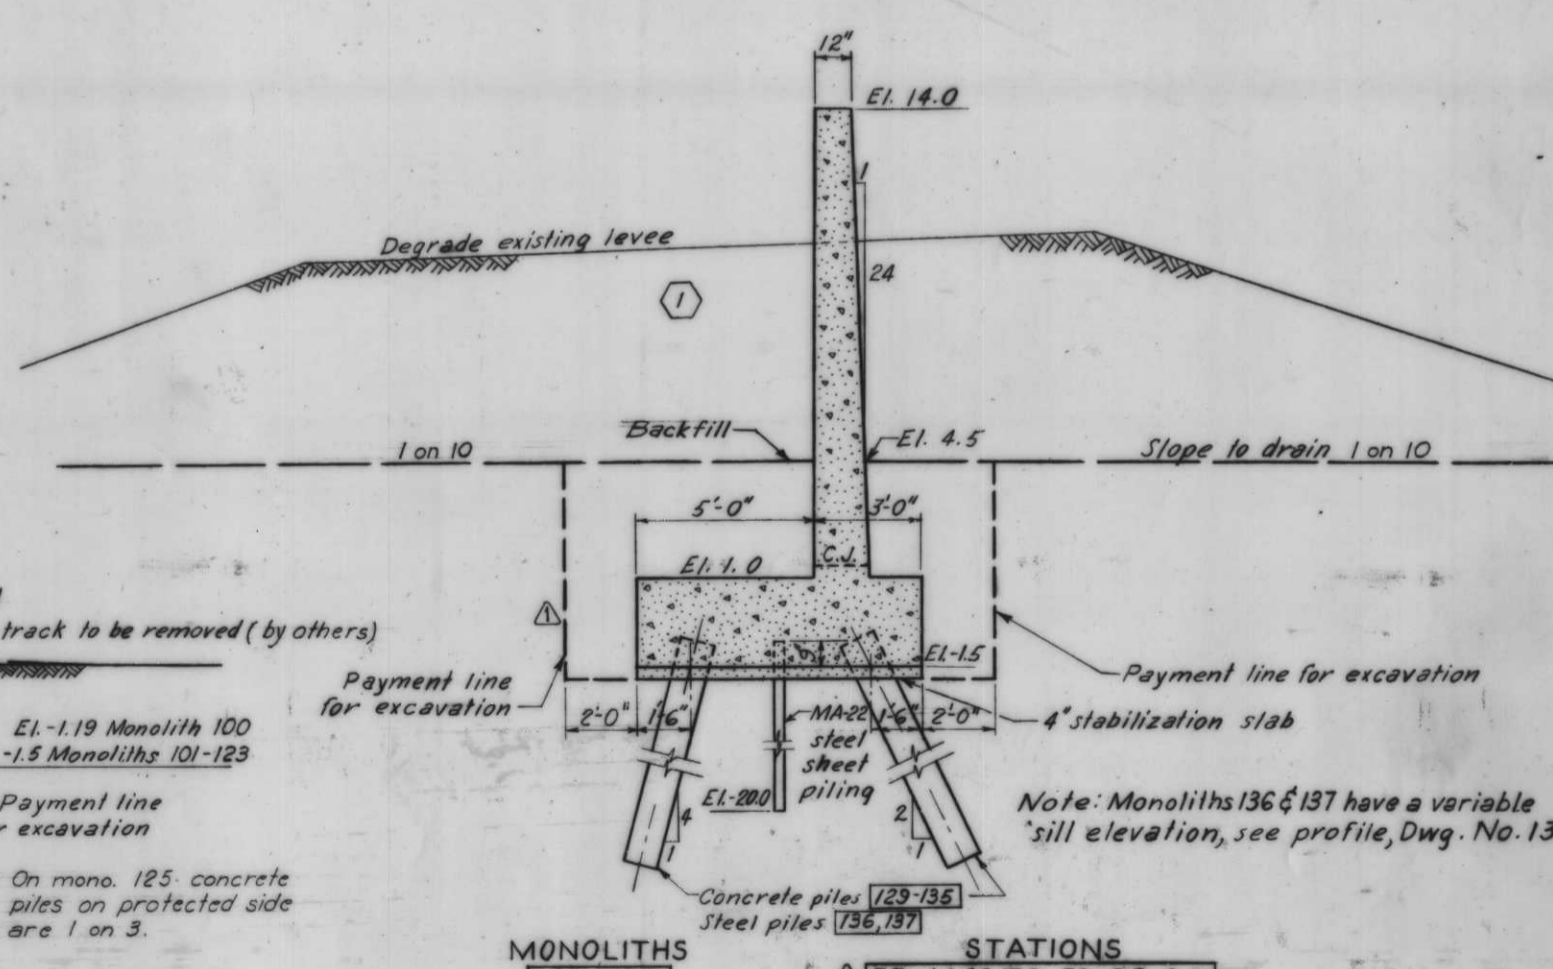 12"
El. 14.0
1
24
Degrade existing levee
1
Backfill
El. 4.5
1 on 10
Slope to drain 1 on 10
5'-0"
3'-0"
C.J.
El. 1.0
1
track to be removed (by others)
El.-1.5
Payment line
for excavation
Payment line for excavation
2'-0"
1'-6"
MA-22
steel
sheet
piling
1'-6"
2'-0"
4" stabilization slab
El.-1.19 Monolith 100
-1.5 Monoliths 101-123
El.-20.0
4
1
2
1
Payment line
r excavation
Note: Monoliths 136 & 137 have a variable
sill elevation, see profile, Dwg. No. 13
On mono. 125 concrete
piles on protected side
are 1 on 3.
Concrete piles 129-135
Steel piles 136,137
MONOLITHS
STATIONS